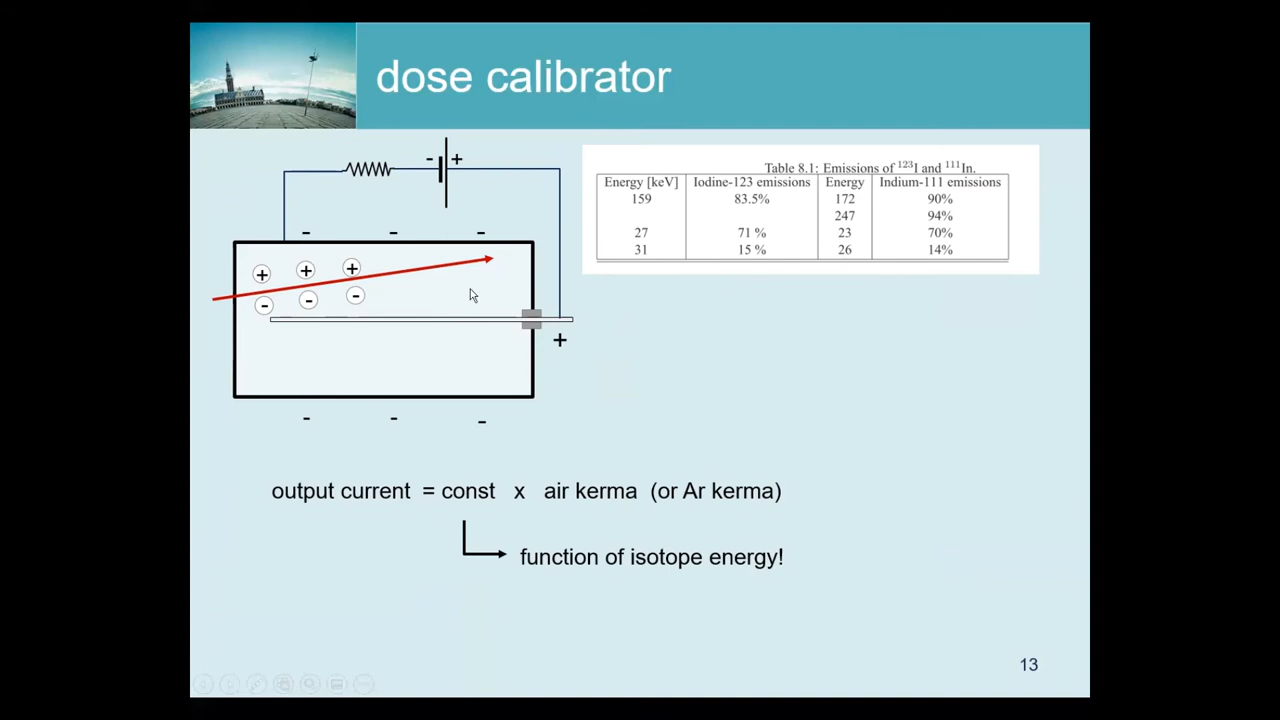 dose calibrator
- +
- - -
+ + +
- - -
+
- - -
Table 8.1: Emissions of ¹²³I and ¹¹¹In.
Energy [keV] Iodine-123 emissions Energy Indium-111 emissions
159 83.5% 172 90%
247 94%
27 71 % 23 70%
31 15 % 26 14%
output current = const x air kerma (or Ar kerma)
function of isotope energy!
13